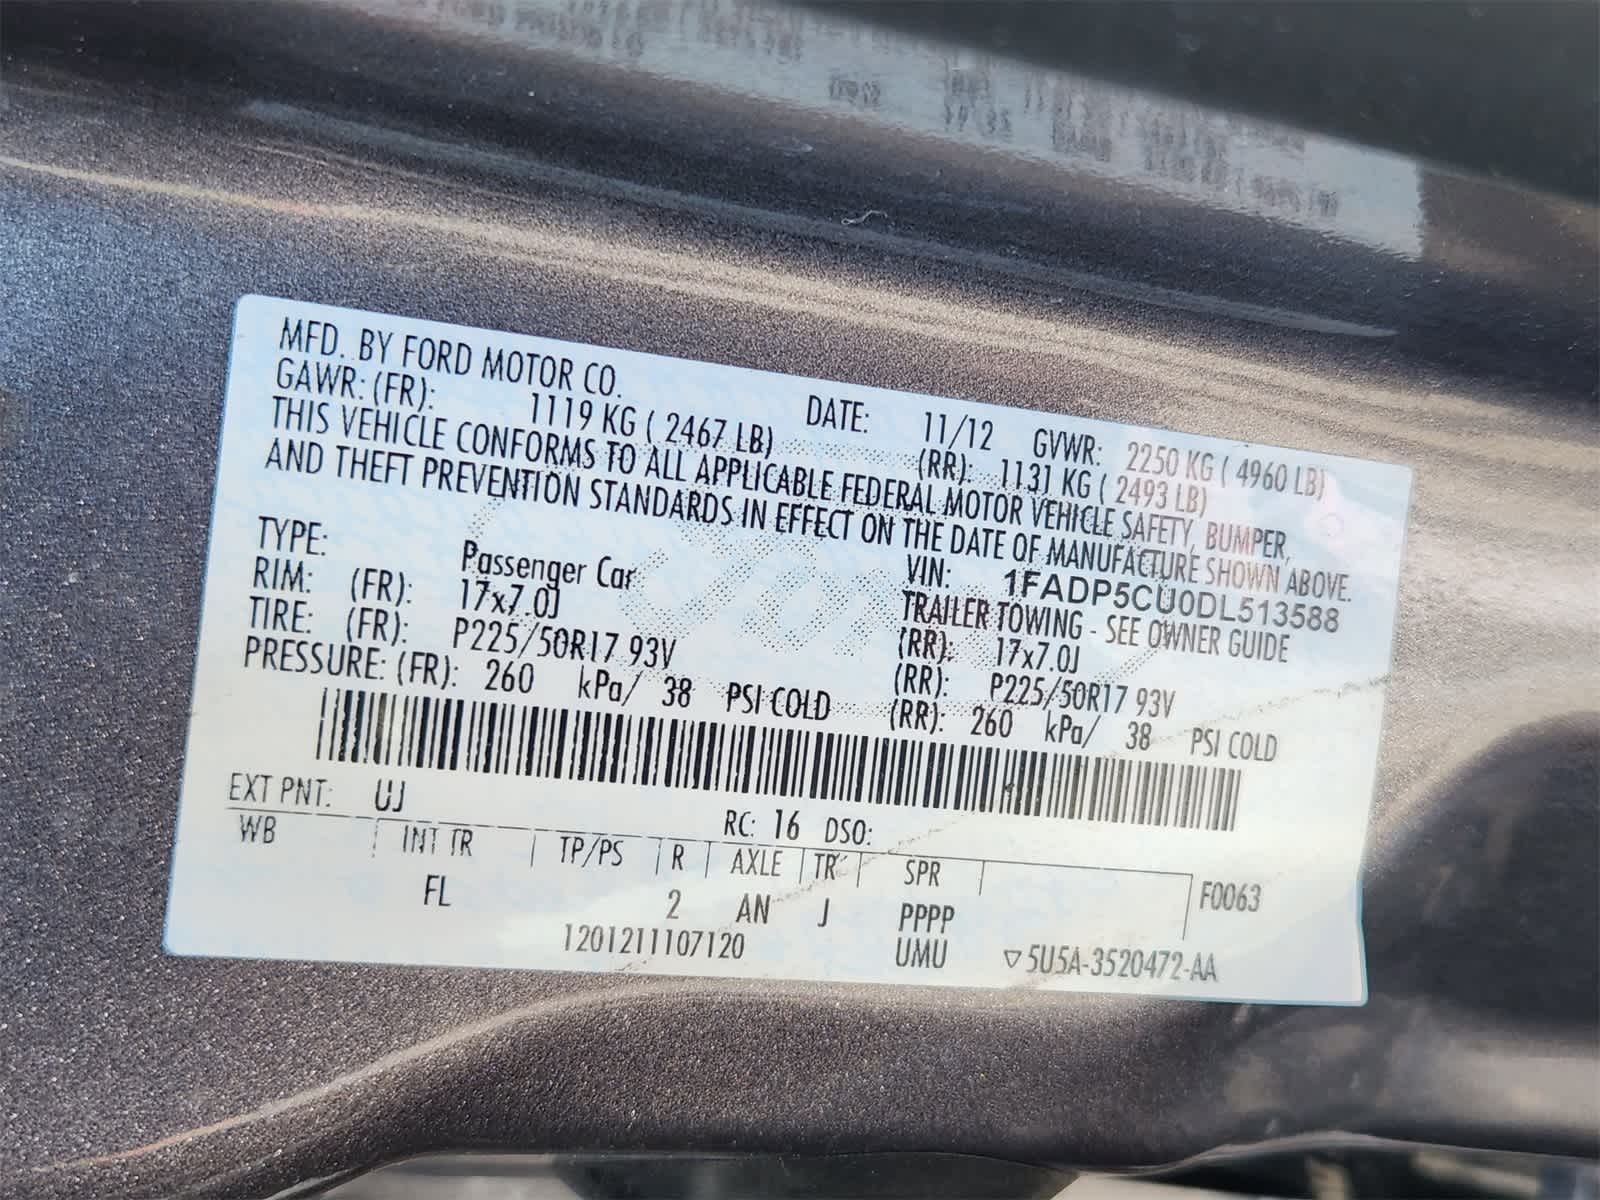 MFD. BY FORD MOTOR CO.
DATE: 11/12 GVWR: 2250 KG ( 4960 LB)
GAWR: (FR): 1119 KG ( 2467 LB) (RR): 1131 KG ( 2493 LB)
THIS VEHICLE CONFORMS TO ALL APPLICABLE FEDERAL MOTOR VEHICLE SAFETY, BUMPER,
AND THEFT PREVENTION STANDARDS IN EFFECT ON THE DATE OF MANUFACTURE SHOWN ABOVE.
VIN: 1FADP5CU0DL513588
TYPE: Passenger Car TRAILER TOWING - SEE OWNER GUIDE
RIM: (FR): 17x7.0J (RR): 17x7.0J
TIRE: (FR): P225/50R17 93V (RR): P225/50R17 93V
PRESSURE: (FR): 260 kPa/ 38 PSI COLD (RR): 260 kPa/ 38 PSI COLD
EXT PNT: UJ RC: 16 DSO:
WB INT TR TP/PS R AXLE TR SPR F0063
FL 2 AN J PPPP
1201211107120 UMU ▽5U5A-3520472-AA